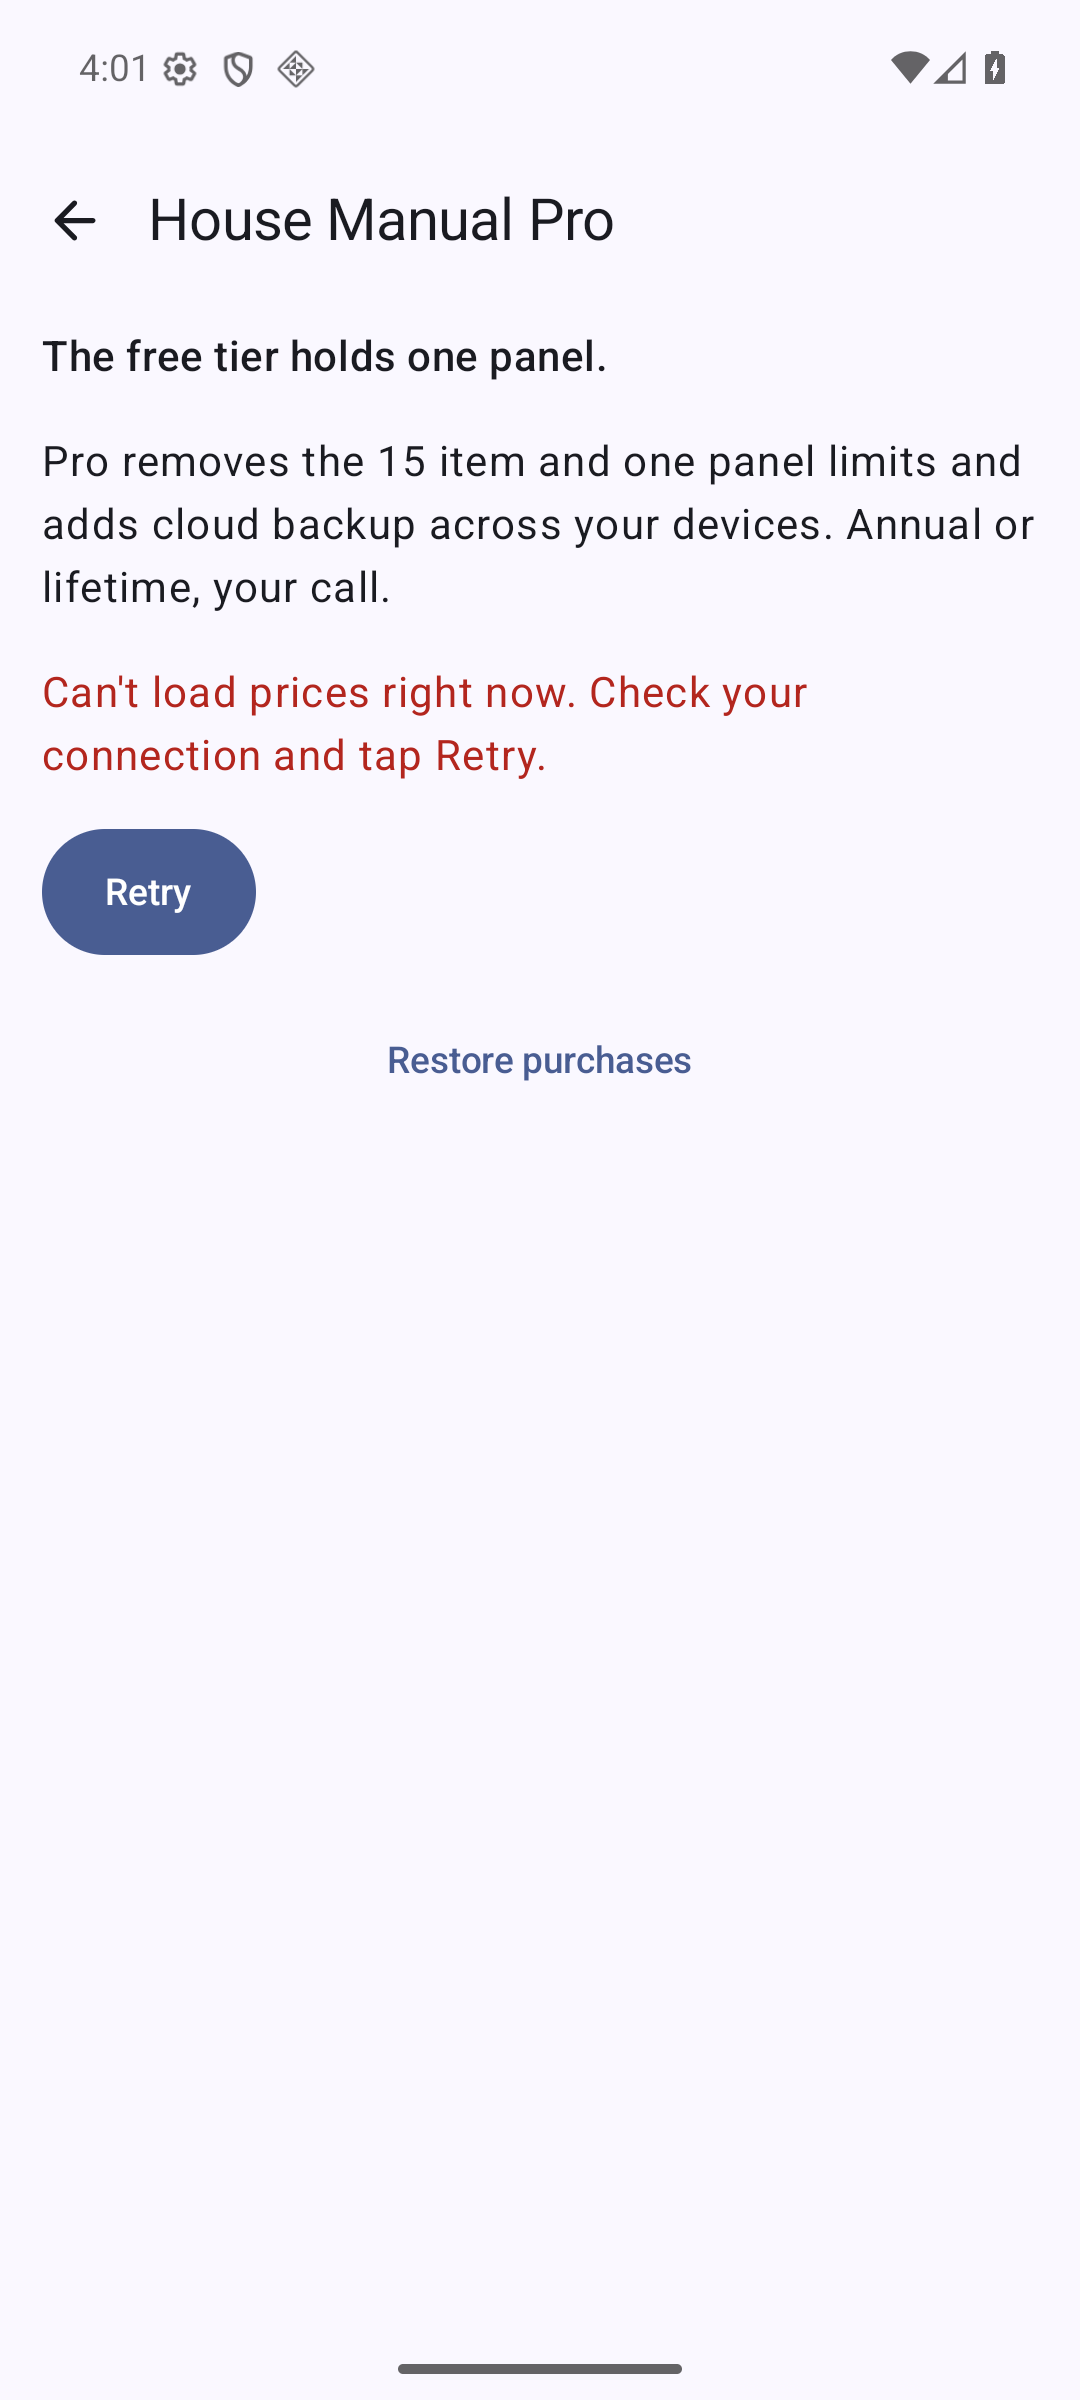 4:01
House Manual Pro
The free tier holds one panel.
Pro removes the 15 item and one panel limits and
adds cloud backup across your devices. Annual or
lifetime, your call.
Can't load prices right now. Check your
connection and tap Retry.
Retry
Restore purchases